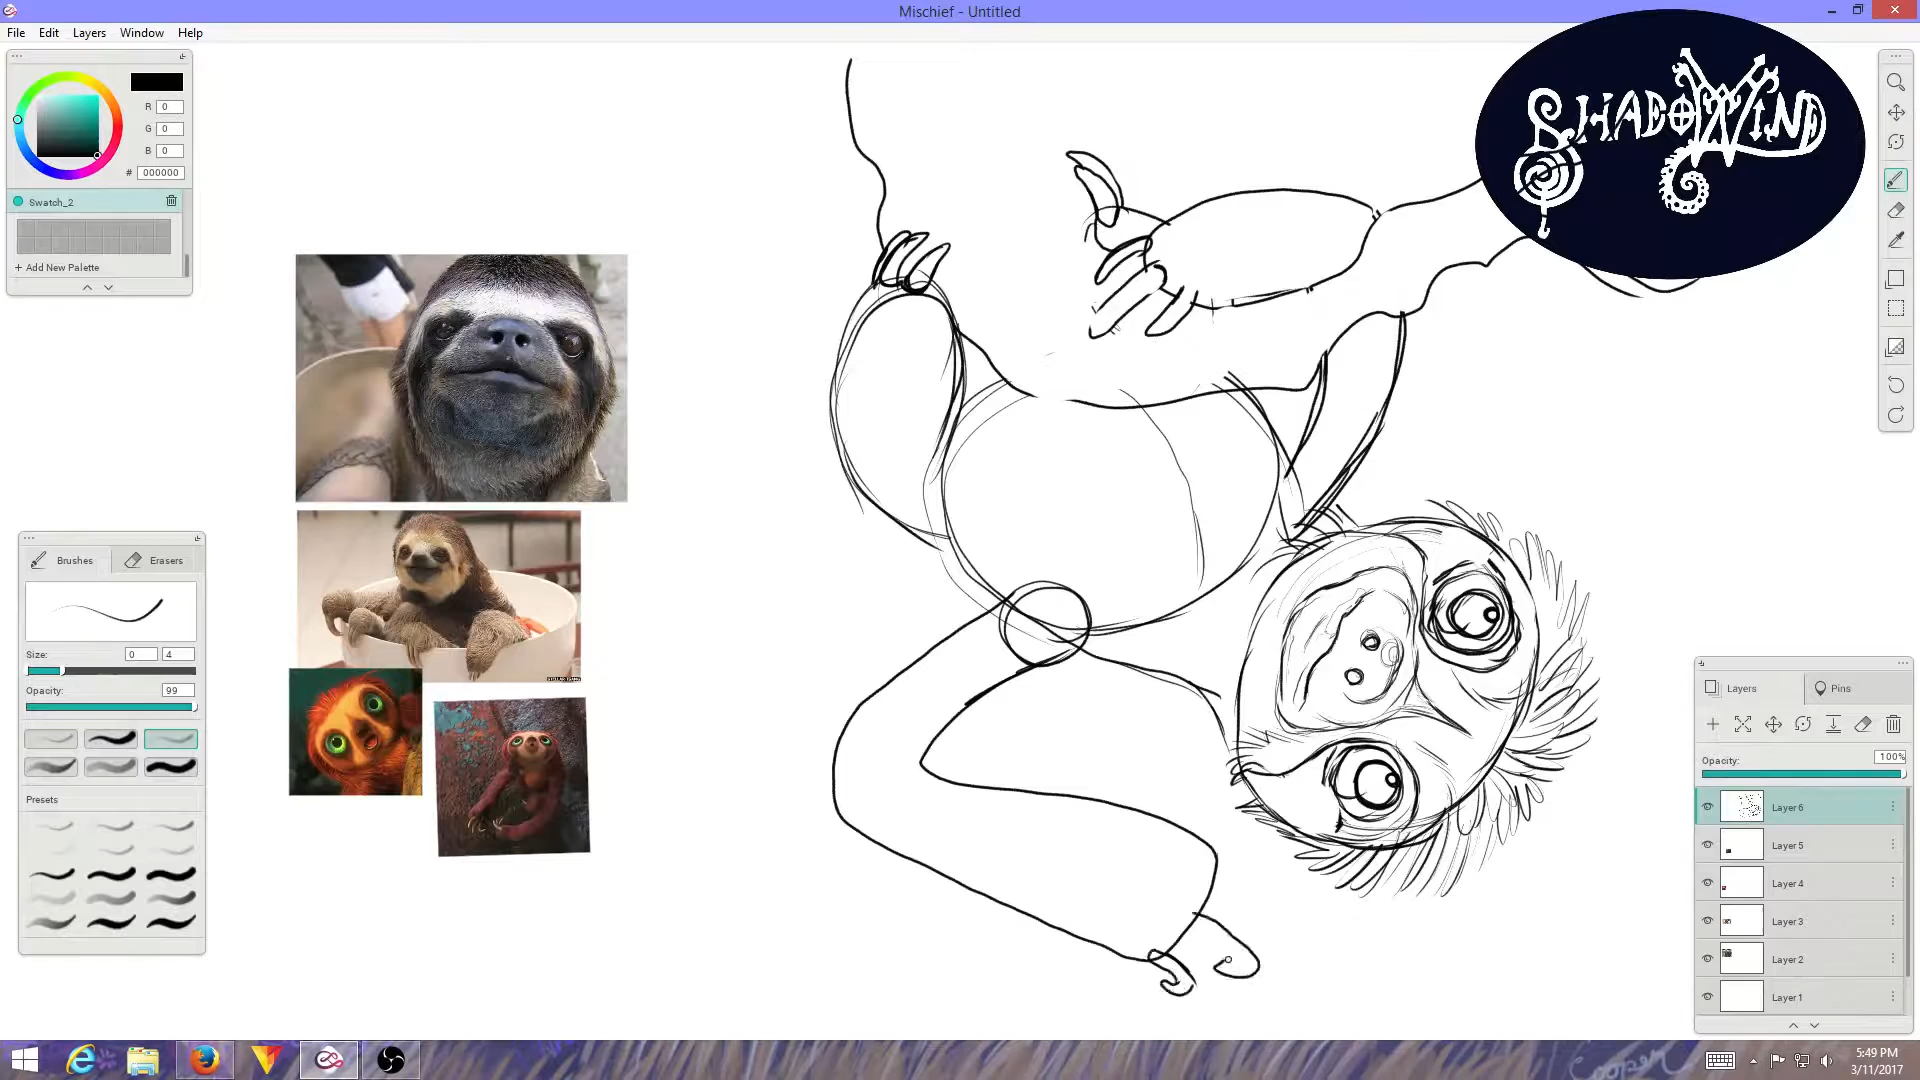 Mischief - Untitled
File Edit Layers Window Help
R 0
G 0
B 0
# 000000
Swatch_2
+ Add New Palette
SHADOWWIND
Brushes Erasers
Size: 0 4
Opacity: 99
Presets
Layers Pins
Opacity: 100%
Layer 6
Layer 5
Layer 4
Layer 3
Layer 2
Layer 1
Cooper
5:49 PM
3/11/2017